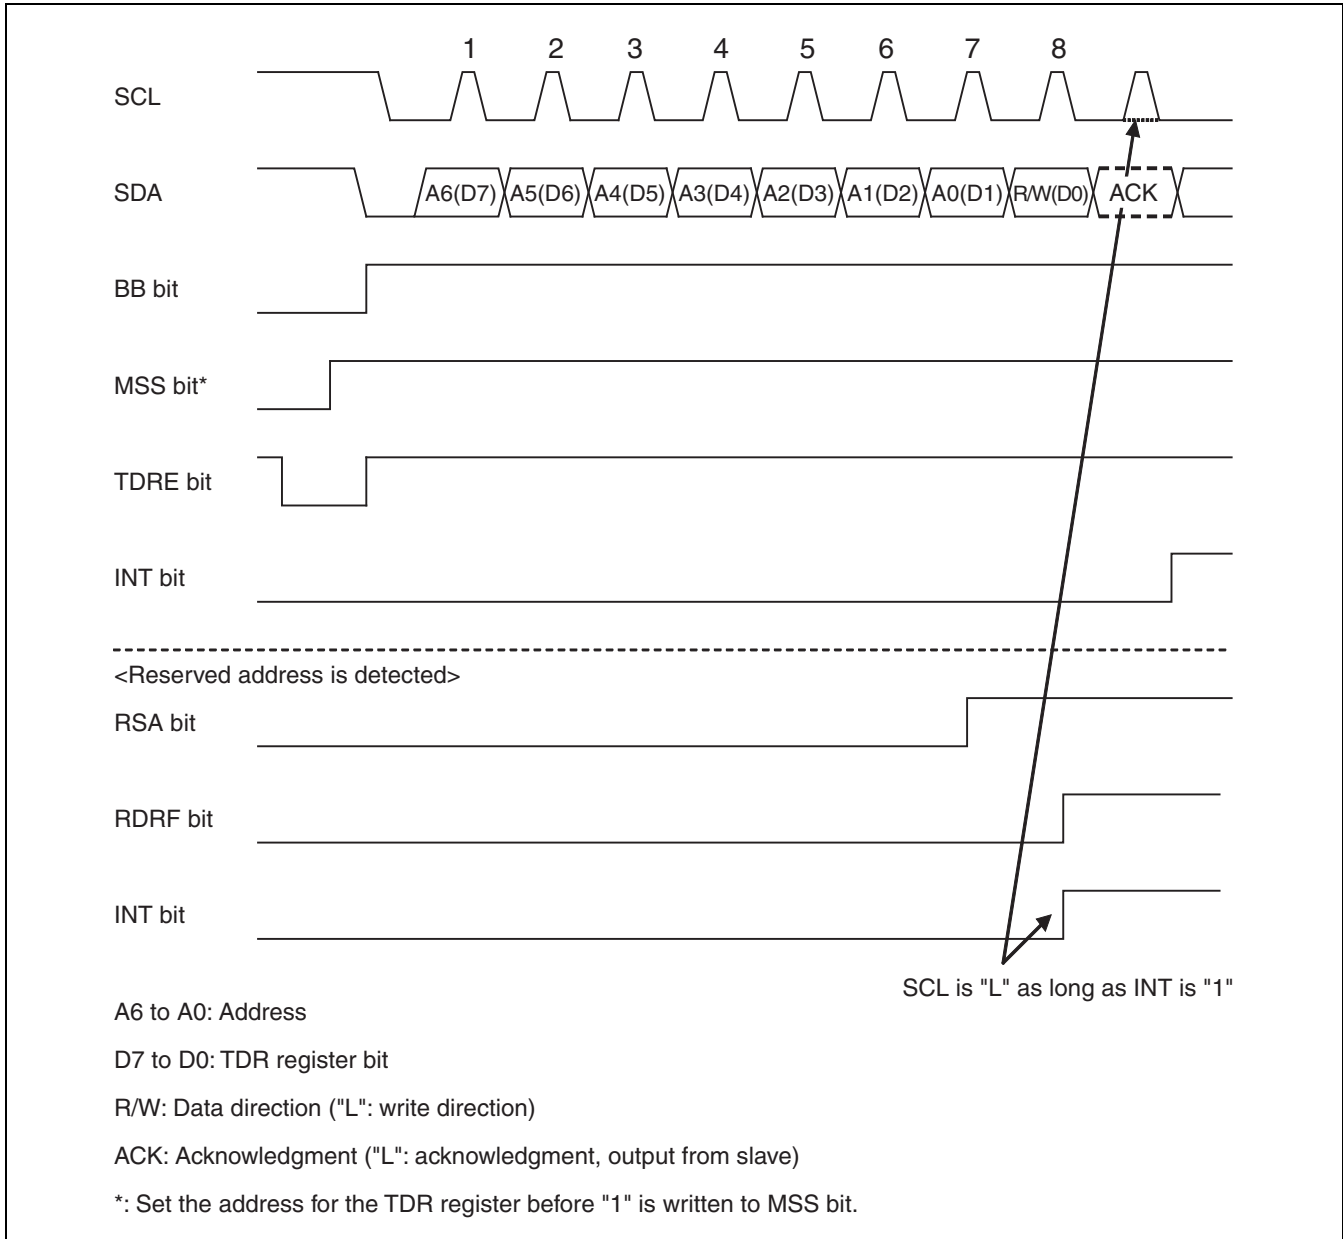 1 2 3 4 5 6 7 8
SCL
SDA A6(D7) A5(D6) A4(D5) A3(D4) A2(D3) A1(D2) A0(D1) R/W(D0) ACK
BB bit
MSS bit*
TDRE bit
INT bit
<Reserved address is detected>
RSA bit
RDRF bit
INT bit
SCL is "L" as long as INT is "1"
A6 to A0: Address
D7 to D0: TDR register bit
R/W: Data direction ("L": write direction)
ACK: Acknowledgment ("L": acknowledgment, output from slave)
*: Set the address for the TDR register before "1" is written to MSS bit.